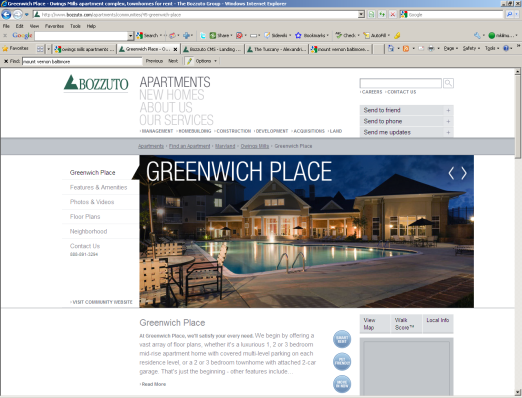 Greenwich Place - Owings Mills apartment complex, townhomes for rent - The Bozzuto Group - Windows Internet Explorer
http://www.bozzuto.com/apartments/communities/45-greenwich-place
Google
File Edit View Favorites Tools Help
Google Search Share Sidewiki Bookmarks Check AutoFill
Favorites owings mills apartments ... Greenwich Place - O... Bozzuto CMS - Landing ... The Tuscany - Alexandri... mount vernon baltimore... Page Safety Tools
Find: mount vernon baltimore Previous Next Options
BOZZUTO
APARTMENTS
NEW HOMES
ABOUT US
OUR SERVICES
MANAGEMENT HOMEBUILDING CONSTRUCTION DEVELOPMENT ACQUISITIONS LAND
CAREERS CONTACT US
Send to friend +
Send to phone +
Send me updates +
Apartments Find an Apartment Maryland Owings Mills Greenwich Place
Greenwich Place
Features & Amenities
Photos & Videos
Floor Plans
Neighborhood
Contact Us
888-891-3284
VISIT COMMUNITY WEBSITE
GREENWICH PLACE
Greenwich Place
At Greenwich Place, we'll satisfy your every need. We begin by offering a
vast array of floor plans, whether it's a luxurious 1, 2 or 3 bedroom
mid-rise apartment home with covered multi-level parking on each
residence level, or a 2 or 3 bedroom townhome with attached 2-car
garage. That's just the beginning - other features include...
Read More
SMART RENT
PET FRIENDLY
View Map
Walk Score™
Local Info